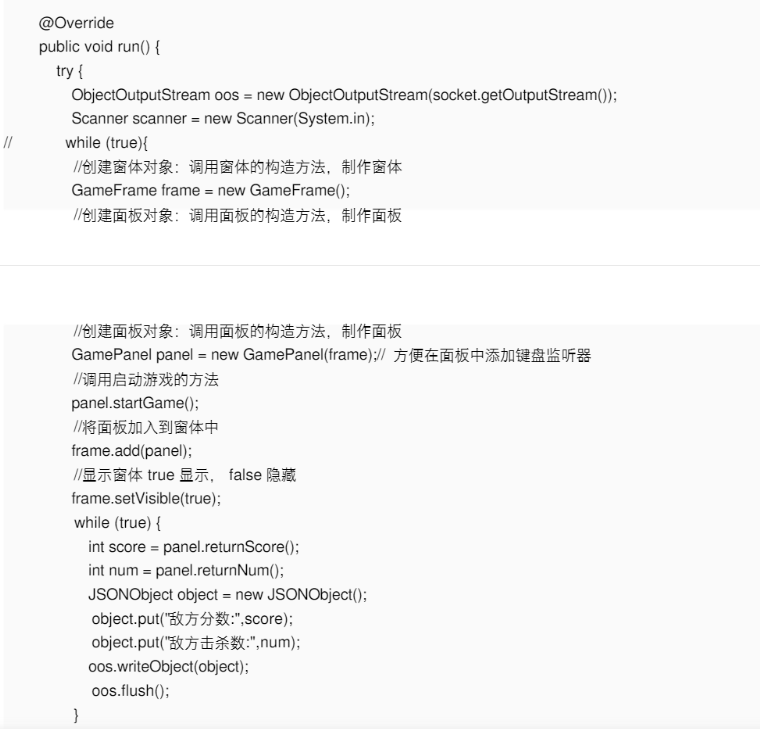 @Override
public void run() {
try {
ObjectOutputStream oos = new ObjectOutputStream(socket.getOutputStream());
Scanner scanner = new Scanner(System.in);
// while (true){
//创建窗体对象：调用窗体的构造方法，制作窗体
GameFrame frame = new GameFrame();
//创建面板对象：调用面板的构造方法，制作面板
//创建面板对象：调用面板的构造方法，制作面板
GamePanel panel = new GamePanel(frame);// 方便在面板中添加键盘监听器
//调用启动游戏的方法
panel.startGame();
//将面板加入到窗体中
frame.add(panel);
//显示窗体 true 显示， false 隐藏
frame.setVisible(true);
while (true) {
int score = panel.returnScore();
int num = panel.returnNum();
JSONObject object = new JSONObject();
object.put("敌方分数:",score);
object.put("敌方击杀数:",num);
oos.writeObject(object);
oos.flush();
}